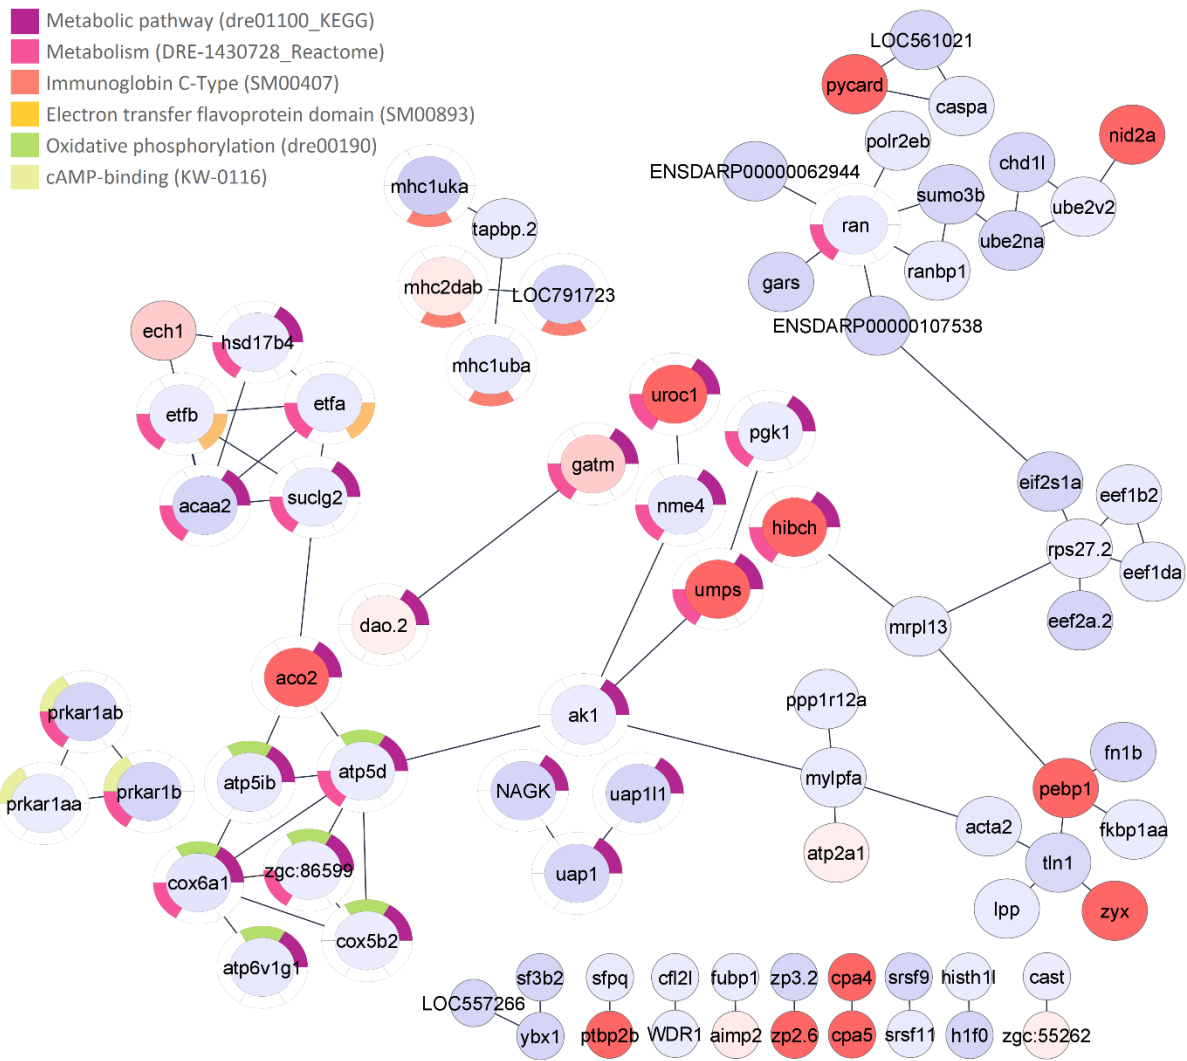 Metabolic pathway (dre01100_KEGG)
Metabolism (DRE-1430728_Reactome)
Immunoglobin C-Type (SM00407)
Electron transfer flavoprotein domain (SM00893)
Oxidative phosphorylation (dre00190)
cAMP-binding (KW-0116)
LOC561021
pycard
caspa
polr2eb
nid2a
ENSDARP00000062944
chd1l
sumo3b
ube2v2
ran
ube2na
ranbp1
gars
ENSDARP00000107538
mhc1uka
tapbp.2
mhc2dab
LOC791723
mhc1uba
ech1
hsd17b4
etfb
etfa
acaa2
suclg2
uroc1
pgk1
gatm
nme4
hibch
umps
dao.2
eif2s1a
eef1b2
rps27.2
eef1da
eef2a.2
mrpl13
aco2
ak1
prkar1ab
prkar1aa
prkar1b
atp5ib
atp5d
NAGK
uap1l1
uap1
ppp1r12a
mylpfa
atp2a1
fn1b
pebp1
fkbp1aa
acta2
tln1
lpp
zyx
cox6a1
zgc:86599
cox5b2
atp6v1g1
LOC557266
sf3b2
sfpq
cfl2l
fubp1
zp3.2
cpa4
srsf9
histh1l
cast
ybx1
ptbp2b
WDR1
aimp2
zp2.6
cpa5
srsf11
h1f0
zgc:55262